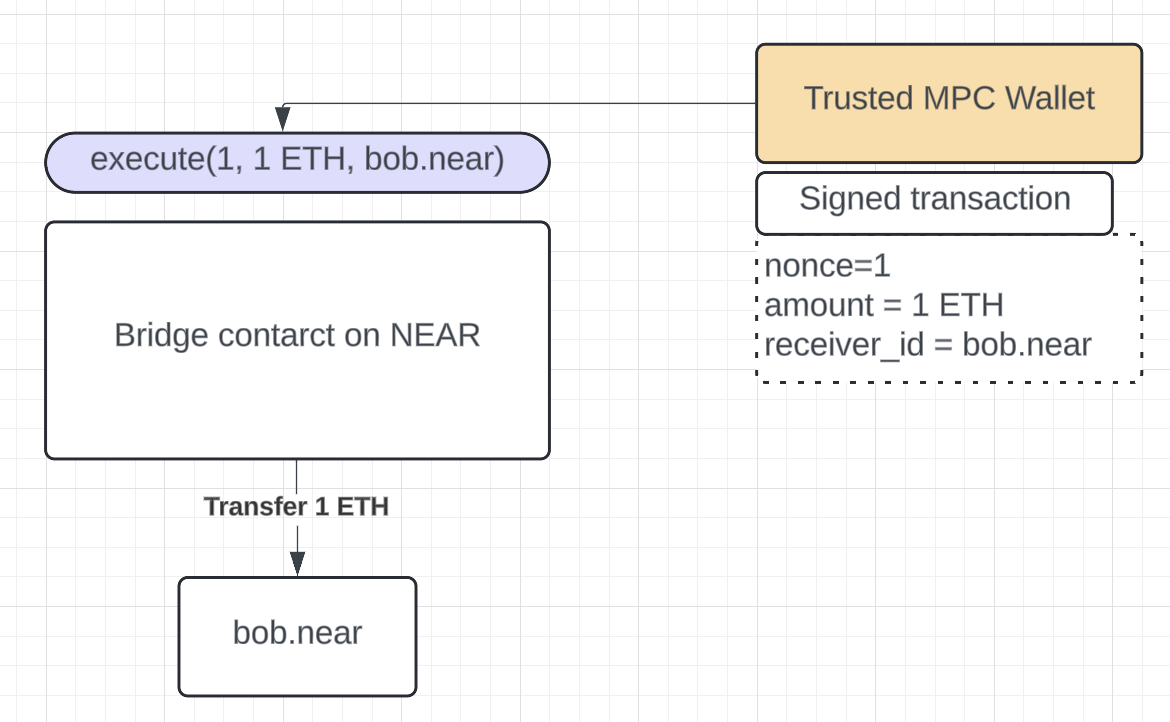 Trusted MPC Wallet
execute(1, 1 ETH, bob.near)
Signed transaction
nonce=1
amount = 1 ETH
receiver_id = bob.near
Bridge contarct on NEAR
Transfer 1 ETH
bob.near